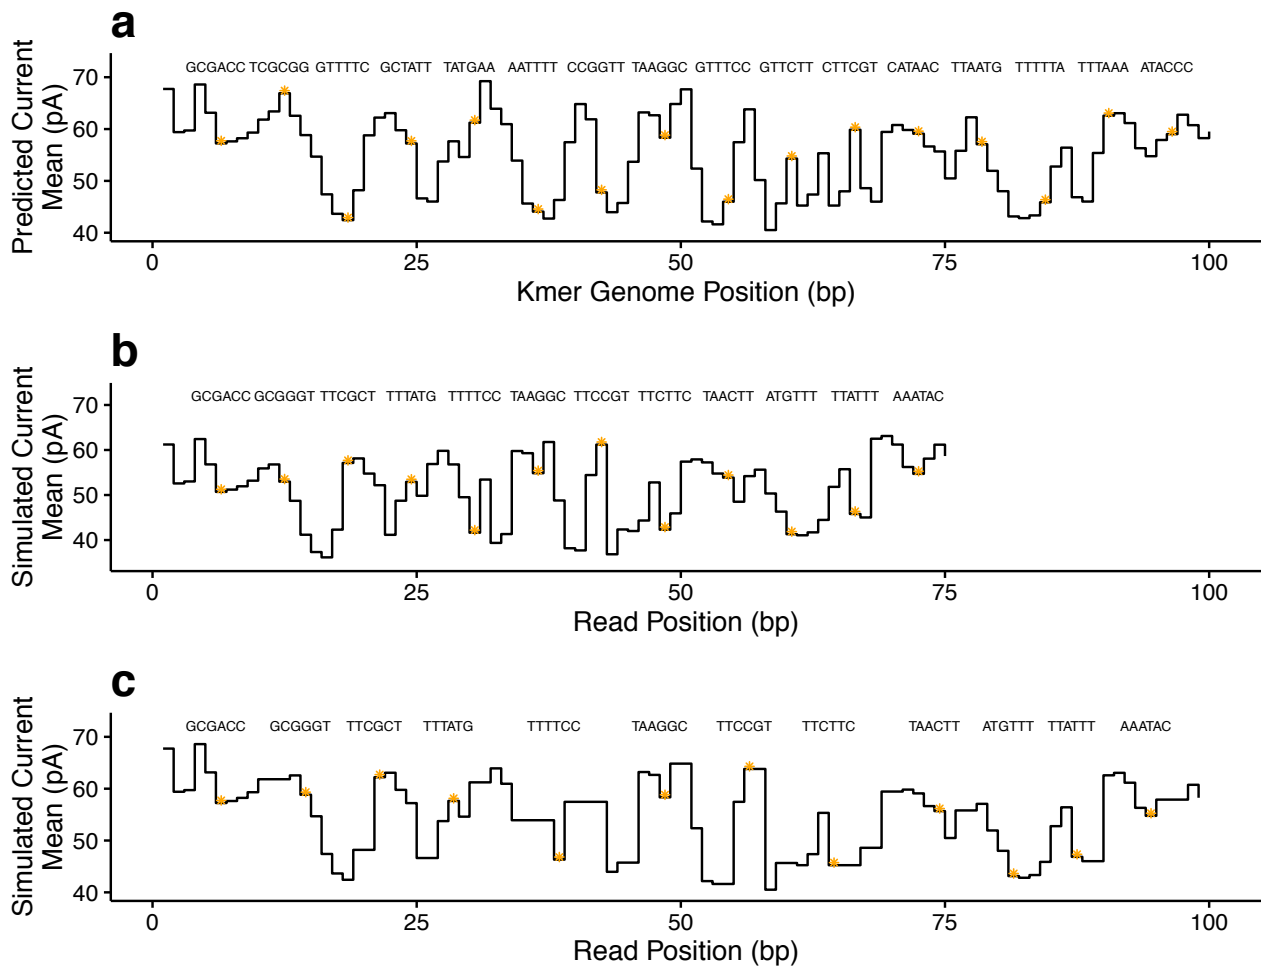 a
Predicted Current
Mean (pA)
GCGACC TCGCGG GTTTTC GCTATT TATGAA AATTTT CCGGTT TAAGGC GTTTCC GTTCTT CTTCGT CATAAC TTAATG TTTTTA TTTAAA ATACCC
70
60
50
40
0 25 50 75 100
Kmer Genome Position (bp)
b
Simulated Current
Mean (pA)
GCGACC GCGGGT TTCGCT TTTATG TTTTCC TAAGGC TTCCGT TTCTTC TAACTT ATGTTT TTATTT AAATAC
70
60
50
40
0 25 50 75 100
Read Position (bp)
c
Simulated Current
Mean (pA)
GCGACC GCGGGT TTCGCT TTTATG TTTTCC TAAGGC TTCCGT TTCTTC TAACTT ATGTTT TTATTT AAATAC
70
60
50
40
0 25 50 75 100
Read Position (bp)